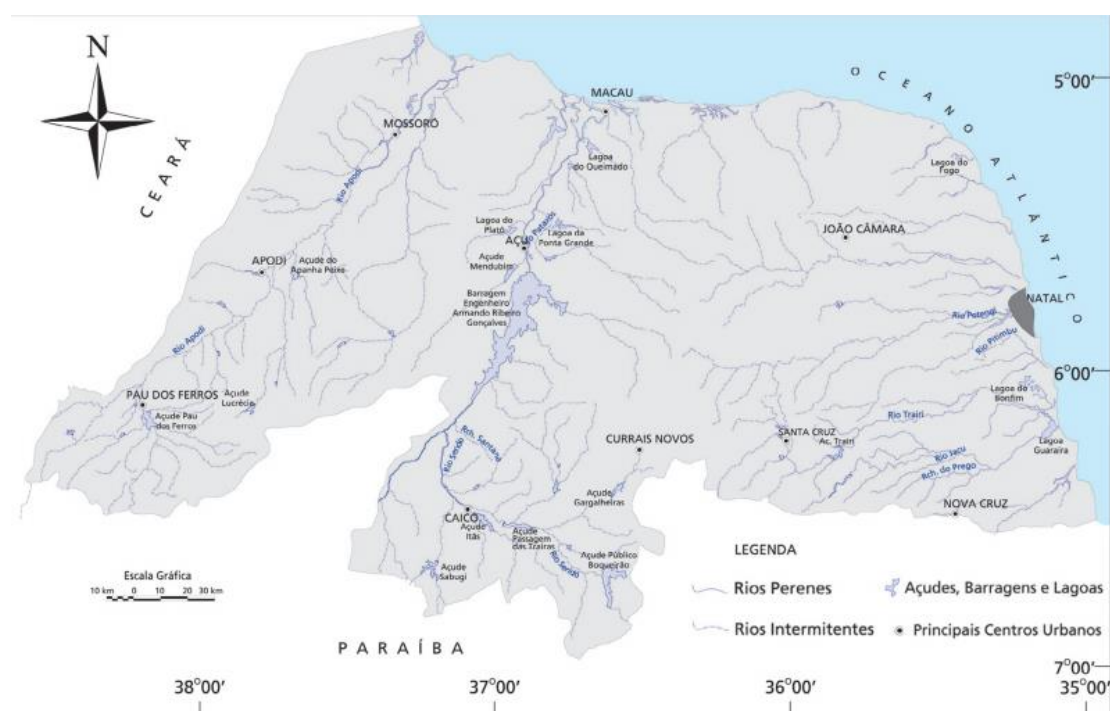 N
OCEANO ATLÂNTICO
5°00'
CEARÁ
MACAU
MOSSORÓ
Lagoa
do Queimado
Lagoa do
Fogo
Rio Apodi
Lagoa do
Piató
Rio Pataxós
Lagoa da
Ponta Grande
AÇU
JOÃO CÂMARA
Açude
Mendubim
APODI
Açude do
Apanha Peixe
Barragem
Engenheiro
Armando Ribeiro
Gonçalves
NATAL
Rio Potengi
Rio Pitimbu
Rio Apodi
6°00'
PAU DOS FERROS
Açude
Lucrécia
Açude Pau
dos Ferros
Lagoa do
Bonfim
Rio Trairi
Rch. Santana
Rio Seridó
CURRAIS NOVOS
SANTA CRUZ
Ac. Trairi
Lagoa
Guaraira
Rio Jacu
Rch. do Prego
Açude
Gargalheiras
NOVA CRUZ
CAICÓ
Açude
Itãs
Açude
Passagem
das Traíras
Rio Seridó
Açude Público
Boqueirão
Açude
Sabugi
LEGENDA
Rios Perenes
Açudes, Barragens e Lagoas
Rios Intermitentes
Principais Centros Urbanos
Escala Gráfica
10 km 0 10 20 30 km
PARAÍBA
7°00'
38°00' 37°00' 36°00' 35°00'